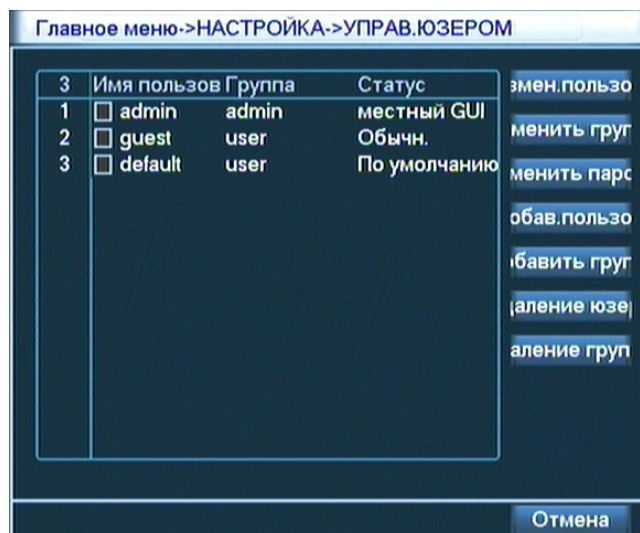 Главное меню->НАСТРОЙКА->УПРАВ.ЮЗЕРОМ
3 Имя пользов Группа Статус
1 admin admin местный GUI
2 guest user Обычн.
3 default user По умолчанию
змен.пользо
менить груп
менить паро
обав.пользо
бавить груп
аление юзе
аление груп
Отмена